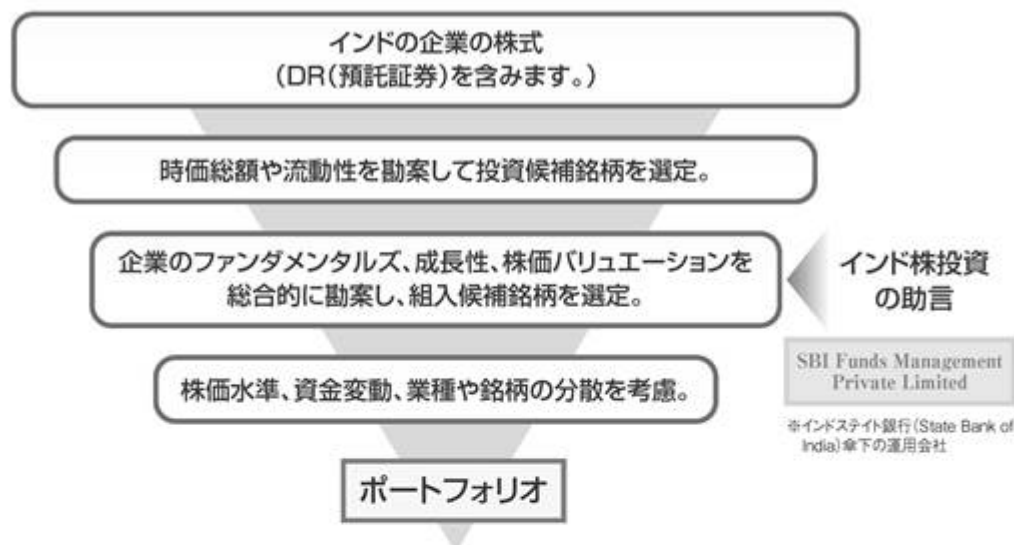 インドの企業の株式
(DR(預託証券)を含みます。)
時価総額や流動性を勘案して投資候補銘柄を選定。
企業のファンダメンタルズ、成長性、株価バリュエーションを
総合的に勘案し、組入候補銘柄を選定。
インド株投資
の助言
SBI Funds Management
Private Limited
※インドステイト銀行(State Bank of
India)傘下の運用会社
株価水準、資金変動、業種や銘柄の分散を考慮。
ポートフォリオ